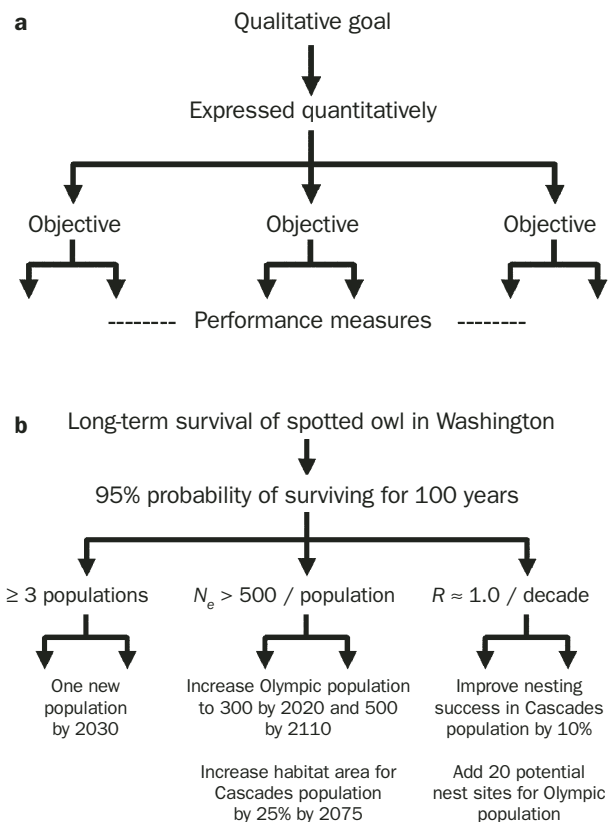 a
Qualitative goal
Expressed quantitatively
Objective Objective Objective
-------- Performance measures --------
b
Long-term survival of spotted owl in Washington
95% probability of surviving for 100 years
≥ 3 populations
Nₑ > 500 / population
R ≈ 1.0 / decade
One new
population
by 2030
Increase Olympic population
to 300 by 2020 and 500
by 2110
Increase habitat area for
Cascades population
by 25% by 2075
Improve nesting
success in Cascades
population by 10%
Add 20 potential
nest sites for Olympic
population